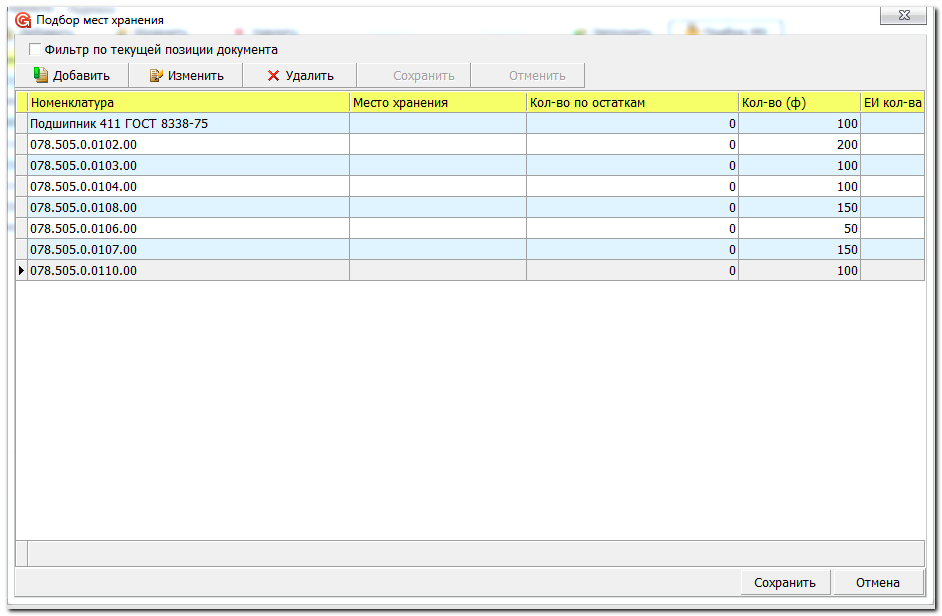 Подбор мест хранения
Фильтр по текущей позиции документа
Добавить Изменить Удалить Сохранить Отменить
Номенклатура Место хранения Кол-во по остаткам Кол-во (ф) ЕИ кол-ва
Подшипник 411 ГОСТ 8338-75 0 100
078.505.0.0102.00 0 200
078.505.0.0103.00 0 100
078.505.0.0104.00 0 100
078.505.0.0108.00 0 150
078.505.0.0106.00 0 50
078.505.0.0107.00 0 150
078.505.0.0110.00 0 100
Сохранить Отмена